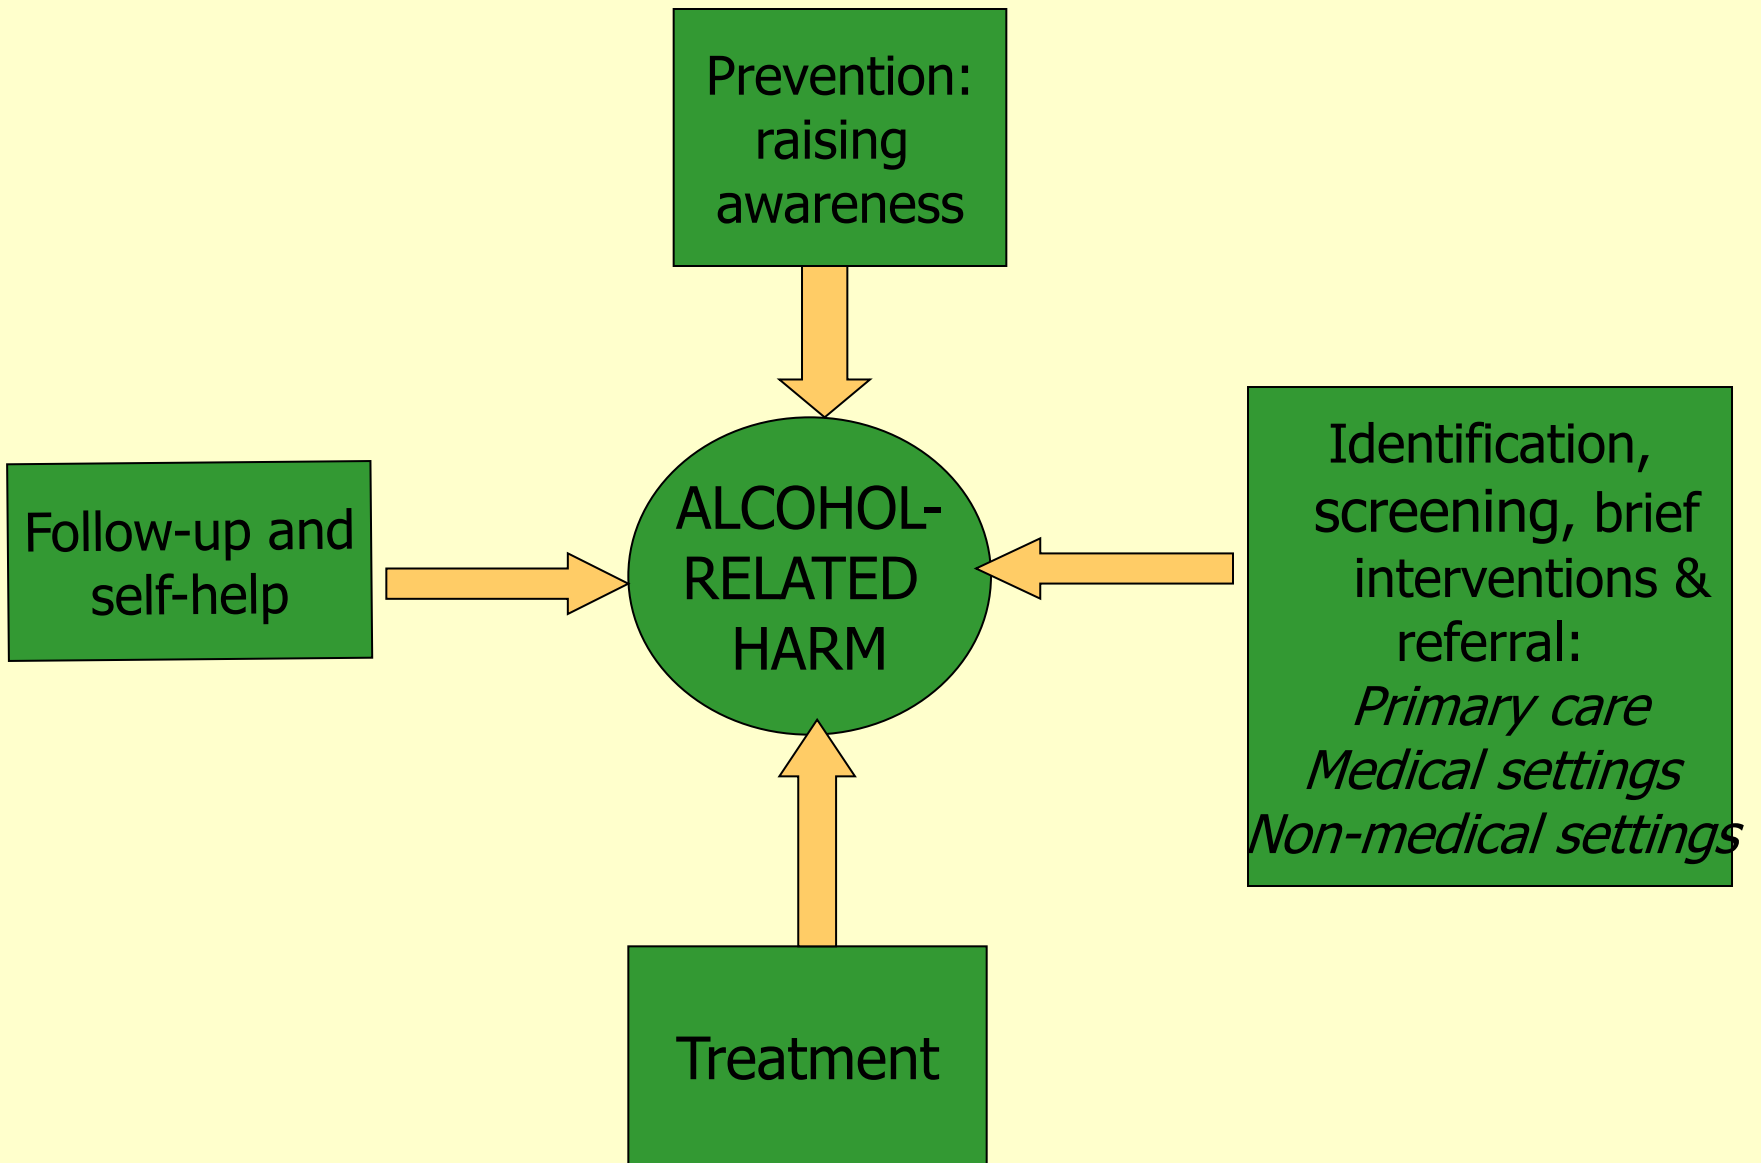 Prevention:
raising
awareness
Follow-up and
self-help
ALCOHOL-
RELATED
HARM
Identification,
screening, brief
interventions &
referral:
Primary care
Medical settings
Non-medical settings
Treatment